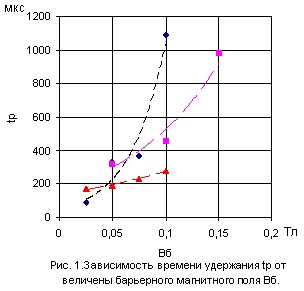 мкс
1200
1000
800
600
400
200
0
tp
0 0,05 0,1 0,15 0,2
Тл
Вб
Рис. 1.Зависимость времени удержания tp от
величены барьерного магнитного поля Вб.